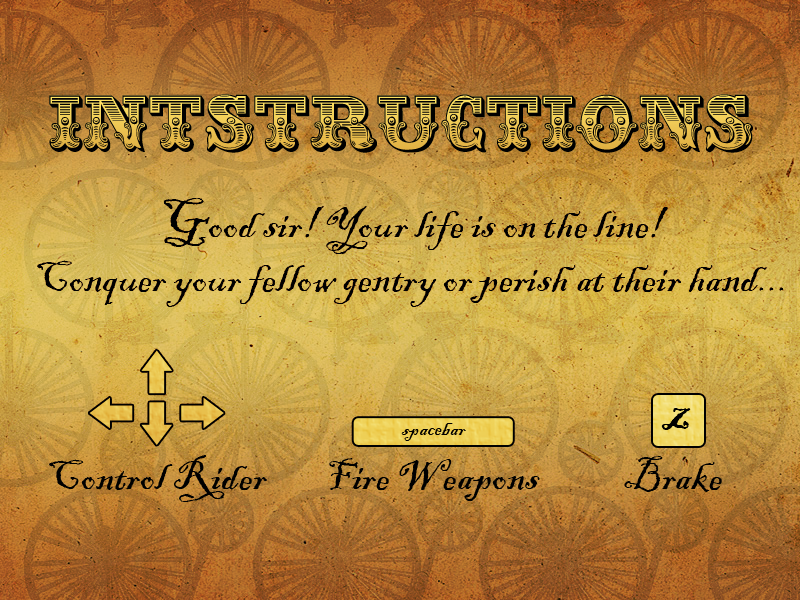 INTSTRUCTIONS
Good sir! Your life is on the line!
Conquer your fellow gentry or perish at their hand...
spacebar
Z
Control Rider
Fire Weapons
Brake